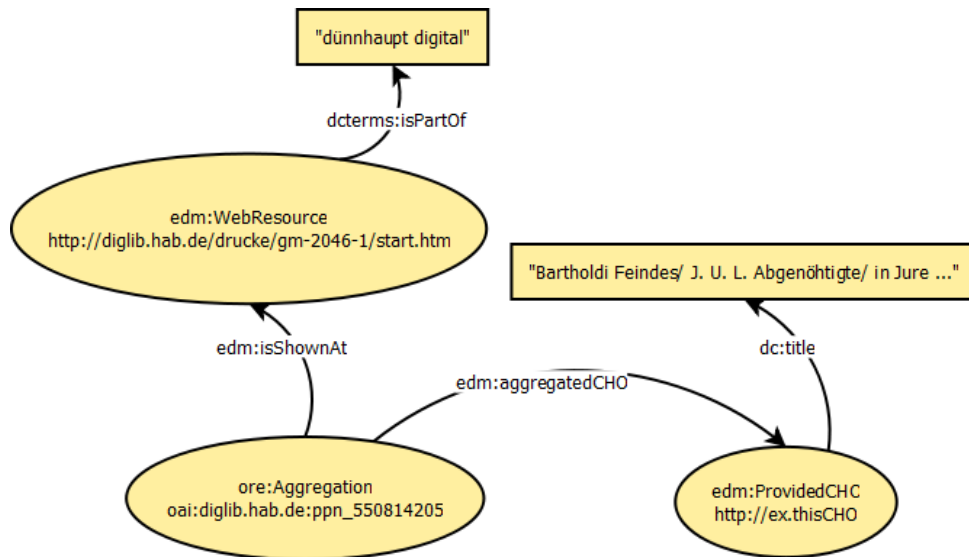 "dünnhaupt digital"
dcterms:isPartOf
edm:WebResource
http://diglib.hab.de/drucke/gm-2046-1/start.htm
"Bartholdi Feindes/ J. U. L. Abgenöhtigte/ in Jure ..."
edm:isShownAt
dc:title
edm:aggregatedCHO
ore:Aggregation
oai:diglib.hab.de:ppn_550814205
edm:ProvidedCHO
http://ex.thisCHO